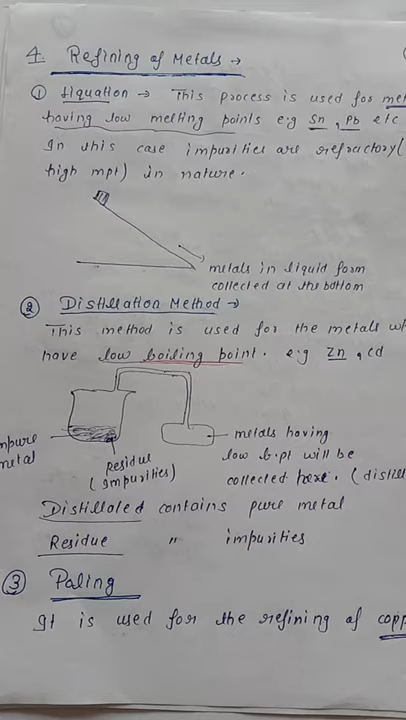 4. Refining of Metals →
① Liquation → This process is used for
having low melting points e.g Sn, Pb etc
In this case impurities are refractory (
high mpt) in nature.
metals in liquid form
collected at the bottom
② Distillation Method →
This method is used for the metals
have low boiling point. e.g Zn, Cd
metal
Residue
(Impurities)
metals having
low b.pt will be
collected here. (distill
Distillated contains pure metal
Residue " impurities
③ Paling
It is used for the refining of copp